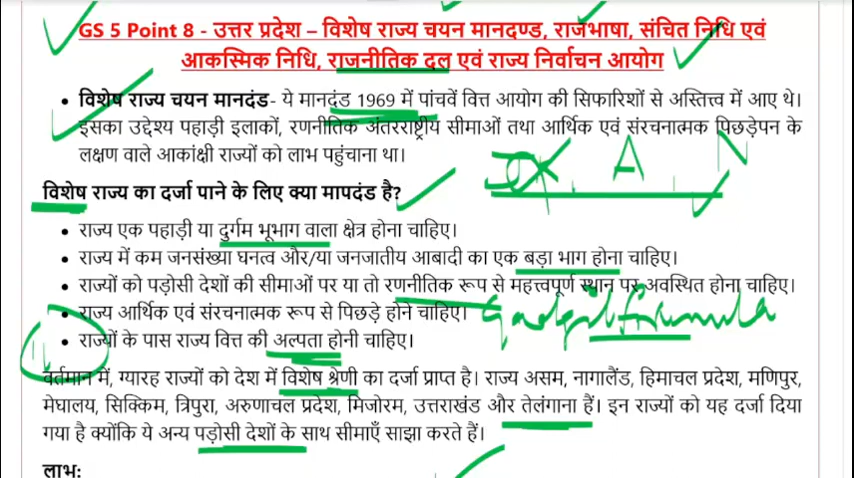 GS 5 Point 8 - उत्तर प्रदेश – विशेष राज्य चयन मानदण्ड, राजभाषा, संचित निधि एवं
आकस्मिक निधि, राजनीतिक दल एवं राज्य निर्वाचन आयोग
• विशेष राज्य चयन मानदंड- ये मानदंड 1969 में पांचवें वित्त आयोग की सिफारिशों से अस्तित्त्व में आए थे।
इसका उद्देश्य पहाड़ी इलाकों, रणनीतिक अंतरराष्ट्रीय सीमाओं तथा आर्थिक एवं संरचनात्मक पिछड़ेपन के
लक्षण वाले आकांक्षी राज्यों को लाभ पहुंचाना था।
A N
विशेष राज्य का दर्जा पाने के लिए क्या मापदंड है?
• राज्य एक पहाड़ी या दुर्गम भूभाग वाला क्षेत्र होना चाहिए।
• राज्य में कम जनसंख्या घनत्व और/या जनजातीय आबादी का एक बड़ा भाग होना चाहिए।
• राज्यों को पड़ोसी देशों की सीमाओं पर या तो रणनीतिक रूप से महत्त्वपूर्ण स्थान पर अवस्थित होना चाहिए।
• राज्य आर्थिक एवं संरचनात्मक रूप से पिछड़े होने चाहिए।
Gadgil formula
• राज्यों के पास राज्य वित्त की अल्पता होनी चाहिए।
वर्तमान में, ग्यारह राज्यों को देश में विशेष श्रेणी का दर्जा प्राप्त है। राज्य असम, नागालैंड, हिमाचल प्रदेश, मणिपुर,
मेघालय, सिक्किम, त्रिपुरा, अरुणाचल प्रदेश, मिजोरम, उत्तराखंड और तेलंगाना हैं। इन राज्यों को यह दर्जा दिया
गया है क्योंकि ये अन्य पड़ोसी देशों के साथ सीमाएँ साझा करते हैं।
लाभ: